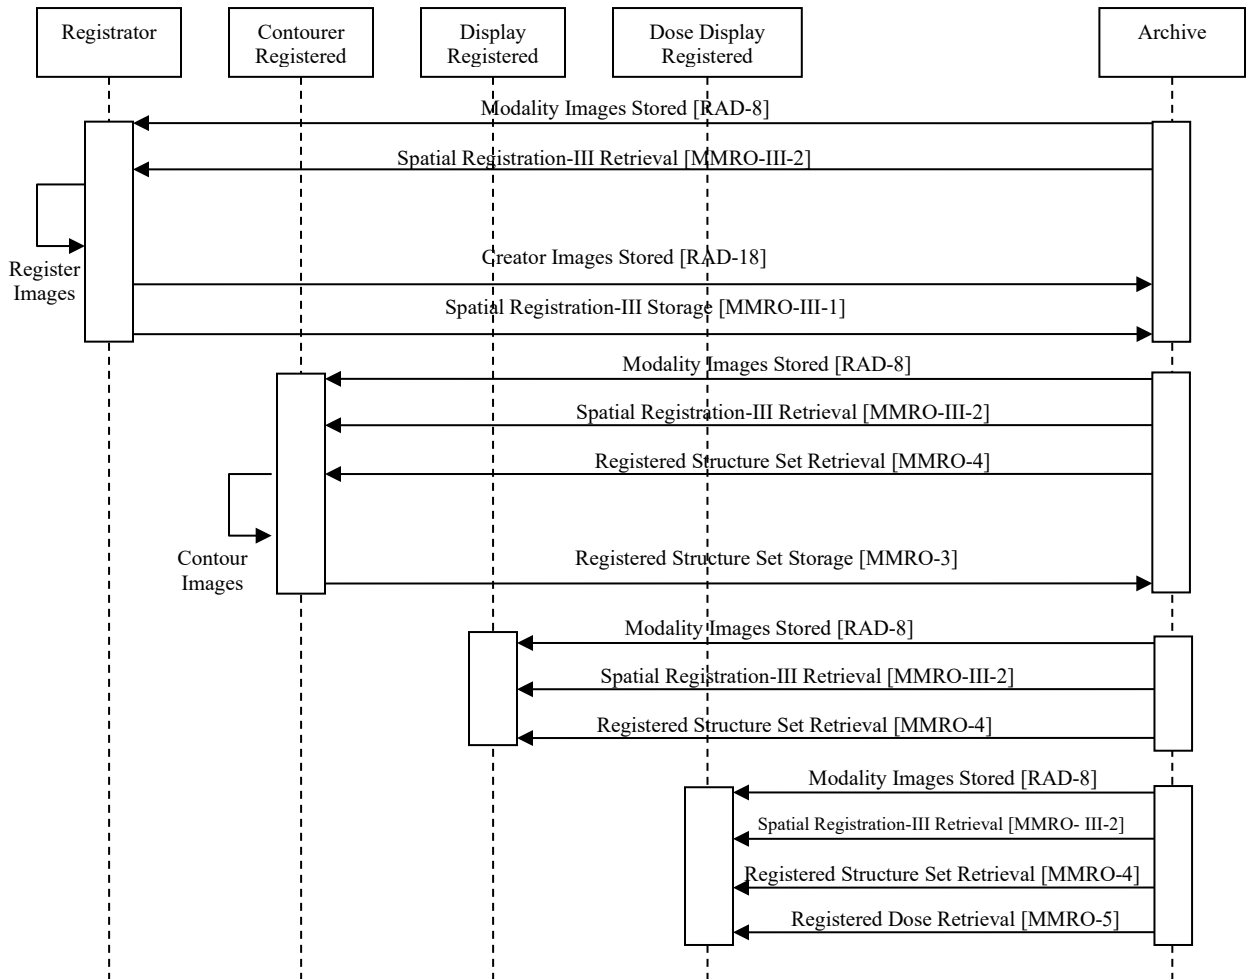 Registrator
Contourer
Registered
Display
Registered
Dose Display
Registered
Archive
Modality Images Stored [RAD-8]
Spatial Registration-III Retrieval [MMRO-III-2]
Register
Images
Creator Images Stored [RAD-18]
Spatial Registration-III Storage [MMRO-III-1]
Modality Images Stored [RAD-8]
Spatial Registration-III Retrieval [MMRO-III-2]
Registered Structure Set Retrieval [MMRO-4]
Contour
Images
Registered Structure Set Storage [MMRO-3]
Modality Images Stored [RAD-8]
Spatial Registration-III Retrieval [MMRO-III-2]
Registered Structure Set Retrieval [MMRO-4]
Modality Images Stored [RAD-8]
Spatial Registration-III Retrieval [MMRO- III-2]
Registered Structure Set Retrieval [MMRO-4]
Registered Dose Retrieval [MMRO-5]